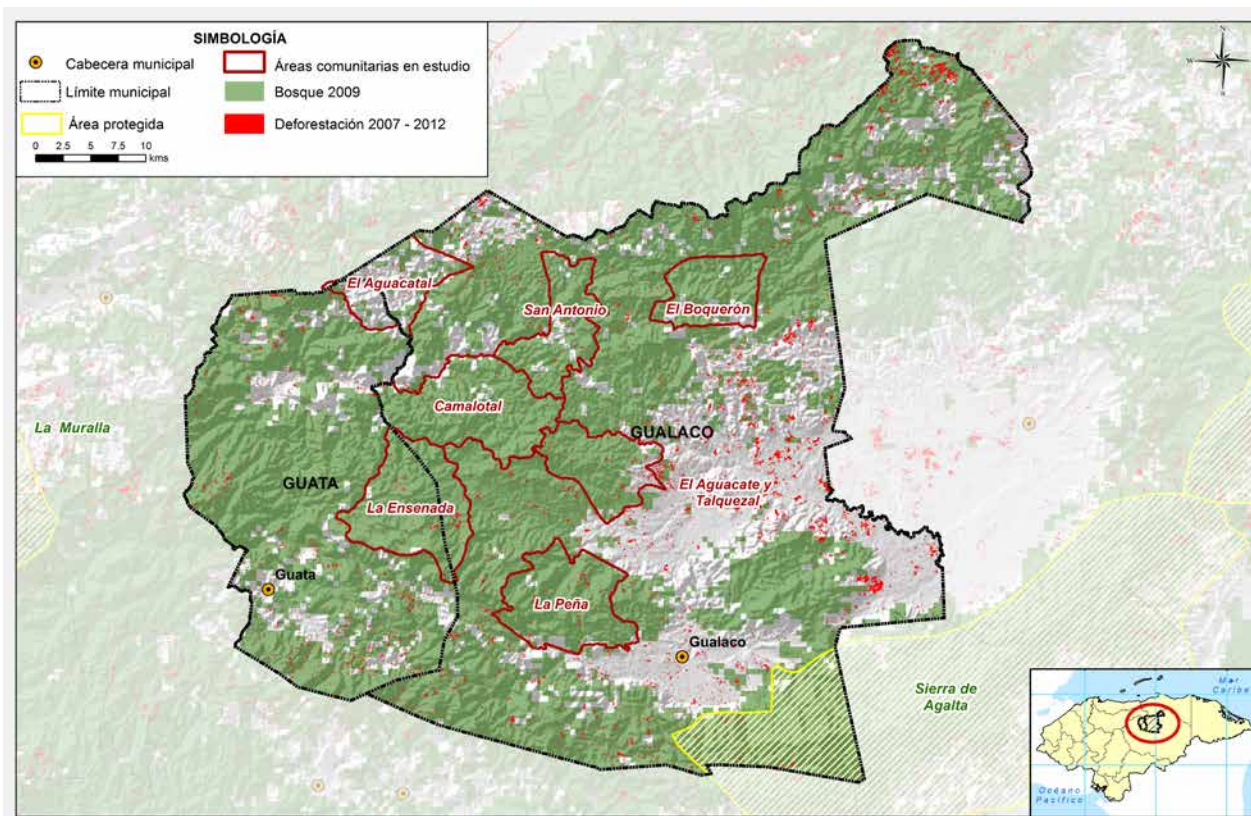 SIMBOLOGÍA
Cabecera municipal
Áreas comunitarias en estudio
Límite municipal
Bosque 2009
Área protegida
Deforestación 2007 - 2012
0 2.5 5 7.5 10
kms
N
W E
S
El Aguacatal
San Antonio
El Boquerón
Camalotal
La Muralla
GUALACO
GUATA
El Aguacate y
Talquezal
La Ensenada
Guata
La Peña
Gualaco
Sierra de
Agalta
Mar
Caribe
Océano
Pacífico